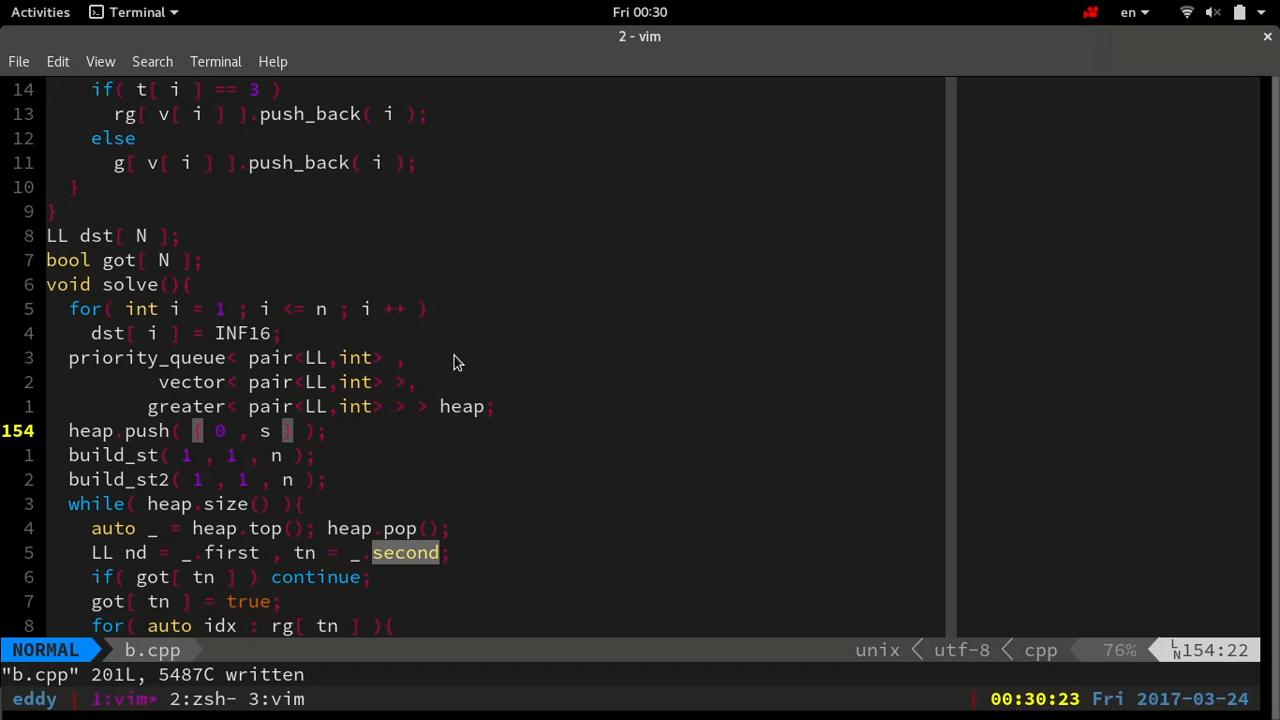 Activities Terminal Fri 00:30 en
2 - vim
File Edit View Search Terminal Help
14 if( t[ i ] == 3 )
13 rg[ v[ i ] ].push_back( i );
12 else
11 g[ v[ i ] ].push_back( i );
10 }
9 }
8 LL dst[ N ];
7 bool got[ N ];
6 void solve(){
5 for( int i = 1 ; i <= n ; i ++ )
4 dst[ i ] = INF16;
3 priority_queue< pair<LL,int> ,
2 vector< pair<LL,int> >,
1 greater< pair<LL,int> > > heap;
154 heap.push( { 0 , s } );
1 build_st( 1 , 1 , n );
2 build_st2( 1 , 1 , n );
3 while( heap.size() ){
4 auto _ = heap.top(); heap.pop();
5 LL nd = _.first , tn = _.second;
6 if( got[ tn ] ) continue;
7 got[ tn ] = true;
8 for( auto idx : rg[ tn ] ){
NORMAL b.cpp unix utf-8 cpp 76% LN 154:22
"b.cpp" 201L, 5487C written
eddy 1:vim* 2:zsh- 3:vim 00:30:23 Fri 2017-03-24